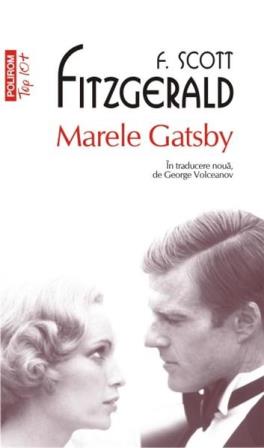 POLIROM
Top 10+
F. SCOTT
FITZGERALD
Marele Gatsby
În traducere nouă,
de George Volceanov